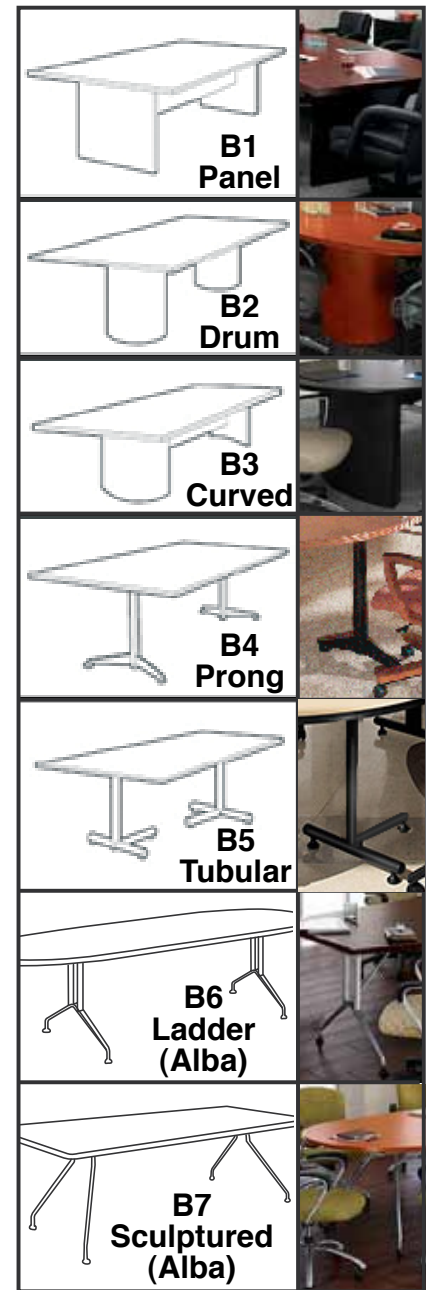 B1
Panel
B2
Drum
B3
Curved
B4
Prong
B5
Tubular
B6
Ladder
(Alba)
B7
Sculptured
(Alba)